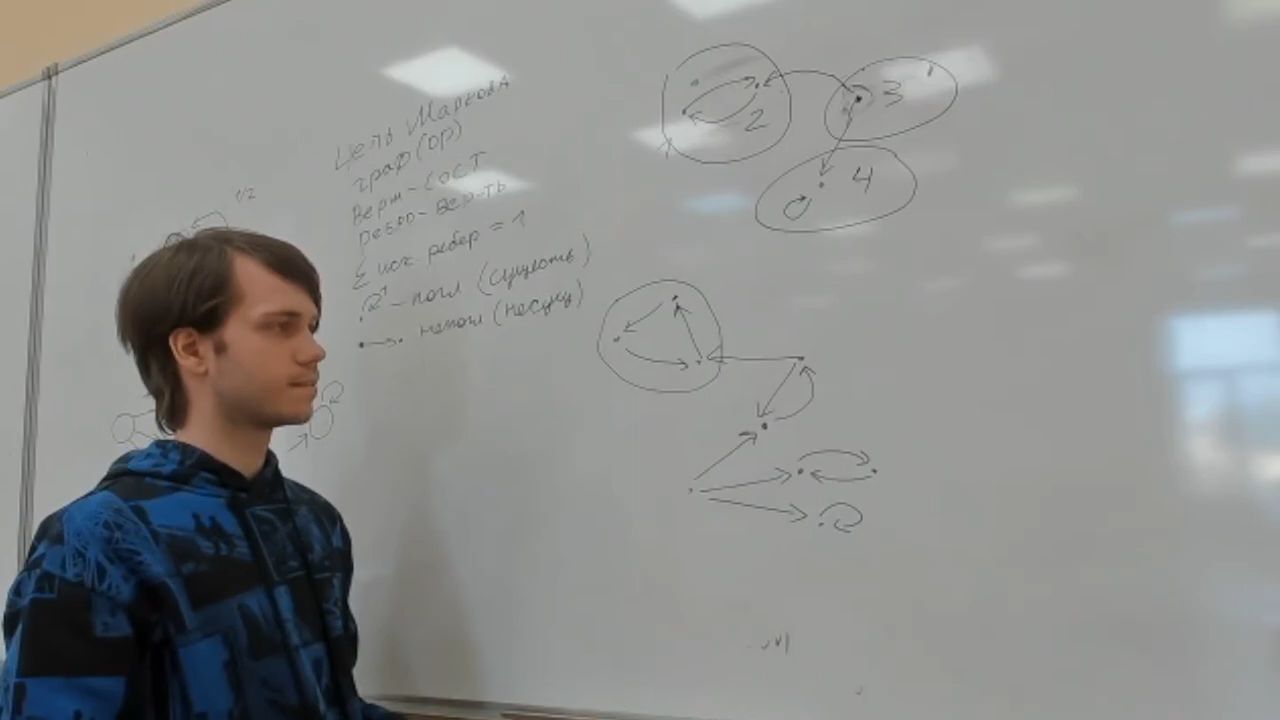 Цепь Маркова
граф (ор)
Верш - сост
ребро - вер-ть
Σ исх. ребер = 1
1 - погл (существ)
непогл (несущ)
1/2
2
3
4